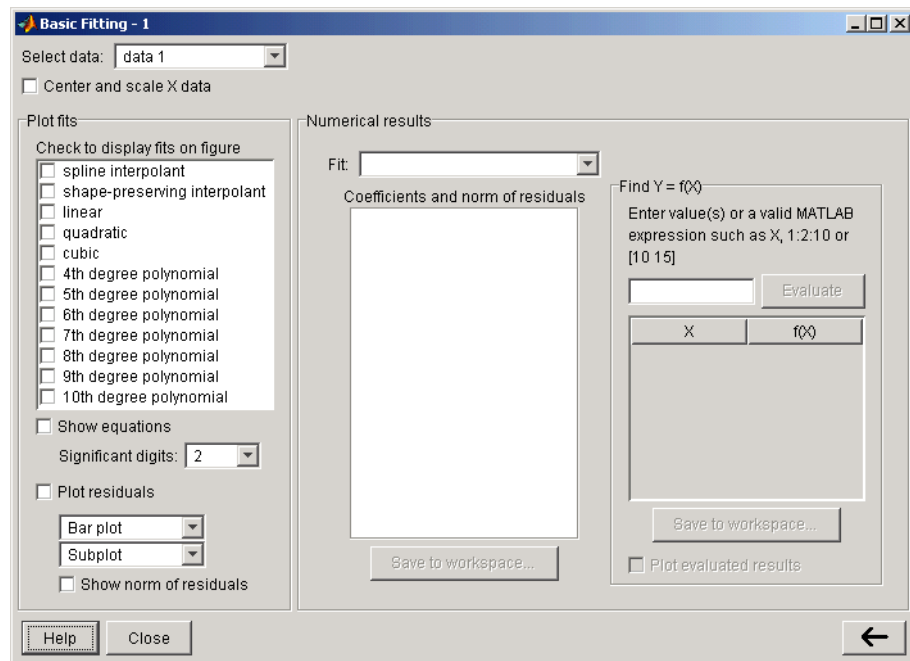 Basic Fitting - 1
Select data: data 1
Center and scale X data
Plot fits
Check to display fits on figure
spline interpolant
shape-preserving interpolant
linear
quadratic
cubic
4th degree polynomial
5th degree polynomial
6th degree polynomial
7th degree polynomial
8th degree polynomial
9th degree polynomial
10th degree polynomial
Show equations
Significant digits: 2
Plot residuals
Bar plot
Subplot
Show norm of residuals
Numerical results
Fit:
Coefficients and norm of residuals
Save to workspace...
Find Y = f(X)
Enter value(s) or a valid MATLAB
expression such as X, 1:2:10 or
[10 15]
Evaluate
X f(X)
Save to workspace...
Plot evaluated results
Help Close